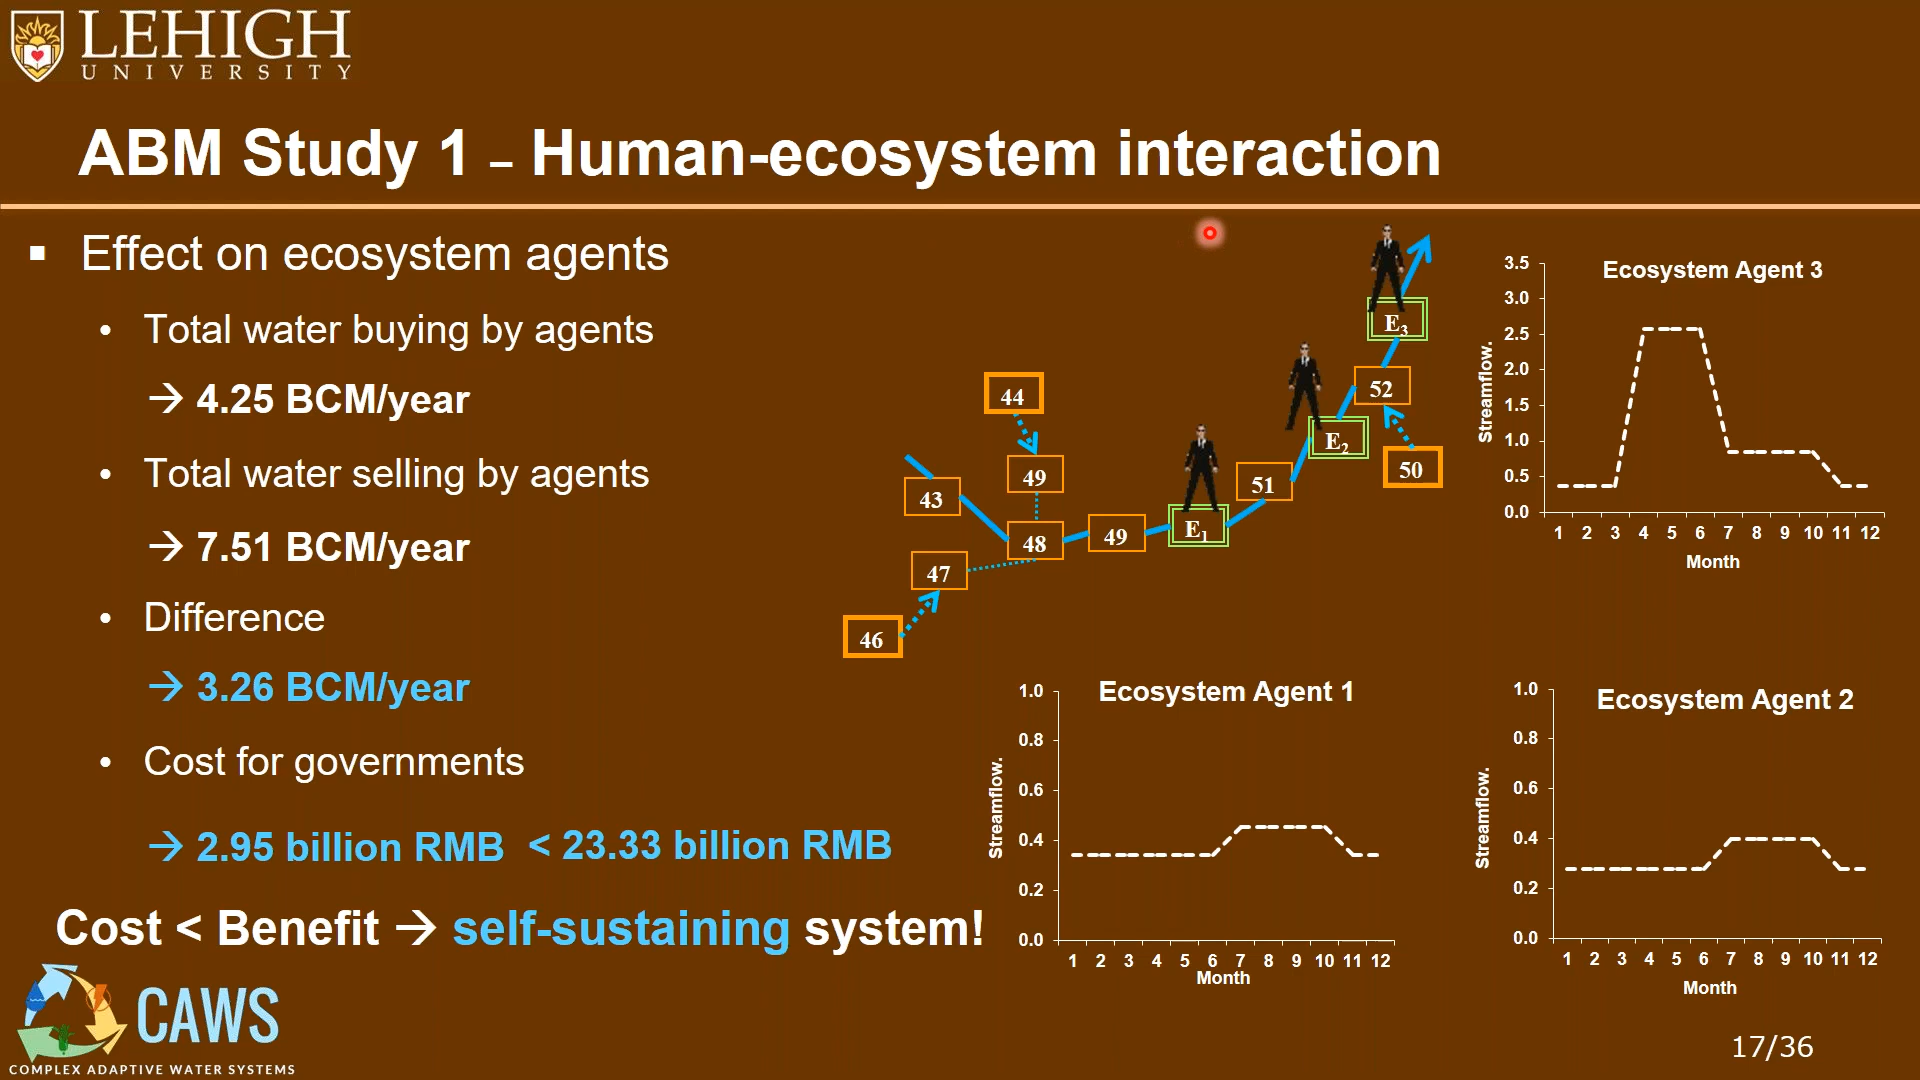 LEHIGH
UNIVERSITY
ABM Study 1 – Human-ecosystem interaction
▪ Effect on ecosystem agents
• Total water buying by agents
→ 4.25 BCM/year
• Total water selling by agents
→ 7.51 BCM/year
• Difference
→ 3.26 BCM/year
• Cost for governments
→ 2.95 billion RMB < 23.33 billion RMB
Cost < Benefit → self-sustaining system!
E3
52
44
E2
50
49
51
43
E1
48
49
47
46
Ecosystem Agent 3
3.5
3.0
2.5
2.0
1.5
1.0
0.5
0.0
Streamflow.
1 2 3 4 5 6 7 8 9 10 11 12
Month
Ecosystem Agent 1
1.0
0.8
0.6
0.4
0.2
0.0
Streamflow.
1 2 3 4 5 6 7 8 9 10 11 12
Month
Ecosystem Agent 2
1.0
0.8
0.6
0.4
0.2
0.0
Streamflow.
1 2 3 4 5 6 7 8 9 10 11 12
Month
CAWS
COMPLEX ADAPTIVE WATER SYSTEMS
17/36